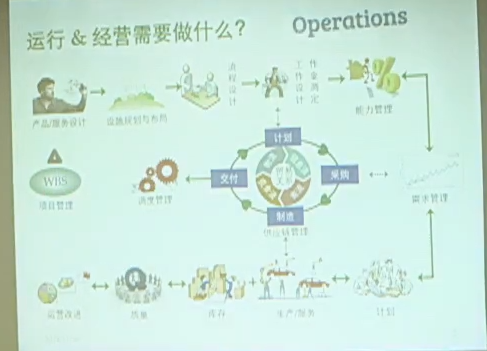 运行 & 经营需要做什么?
Operations
产品/服务设计
设施规划与布局
流程设计
工作设计
作业测定
能力管理
WBS
项目管理
调度管理
计划
交付
采购
制造
供应链管理
需求管理
运营改进
质量
库存
生产/服务
计划